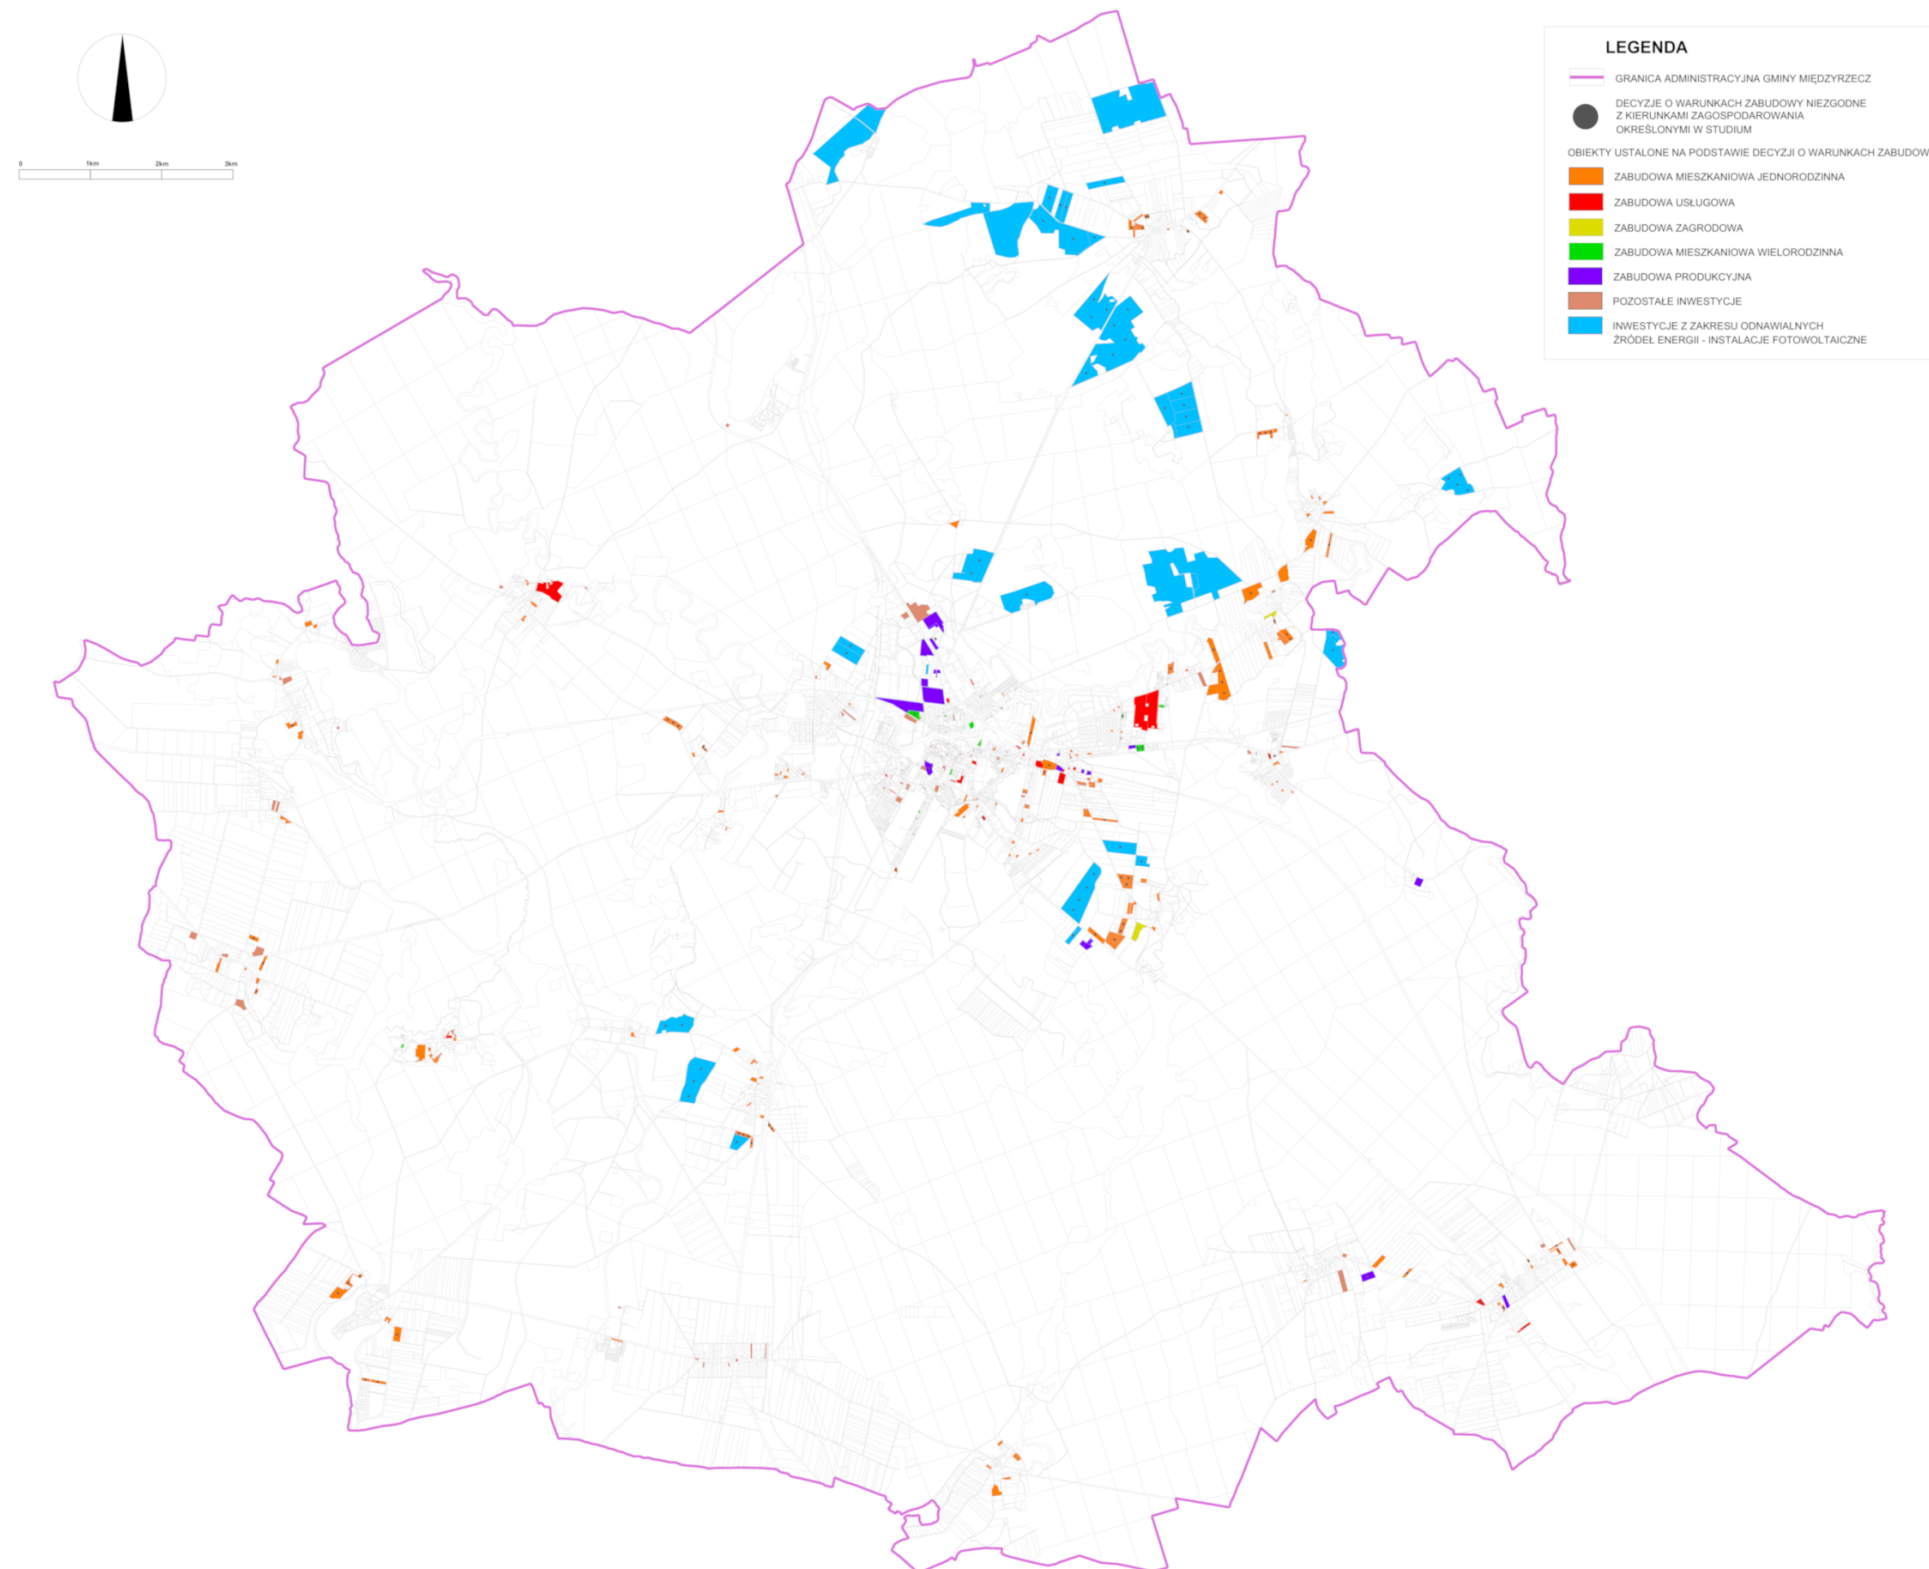 LEGENDA
GRANICA ADMINISTRACYJNA GMINY MIĘDZYRZECZ
DECYZJE O WARUNKACH ZABUDOWY NIEZGODNE
Z KIERUNKAMI ZAGOSPODAROWANIA
OKREŚLONYMI W STUDIUM
OBIEKTY USTALONE NA PODSTAWIE DECYZJI O WARUNKACH ZABUDOW
ZABUDOWA MIESZKANIOWA JEDNORODZINNA
ZABUDOWA USŁUGOWA
ZABUDOWA ZAGRODOWA
ZABUDOWA MIESZKANIOWA WIELORODZINNA
ZABUDOWA PRODUKCYJNA
POZOSTAŁE INWESTYCJE
INWESTYCJE Z ZAKRESU ODNAWIALNYCH
ŹRÓDEŁ ENERGII - INSTALACJE FOTOWOLTAICZNE
0 1km 2km 3km